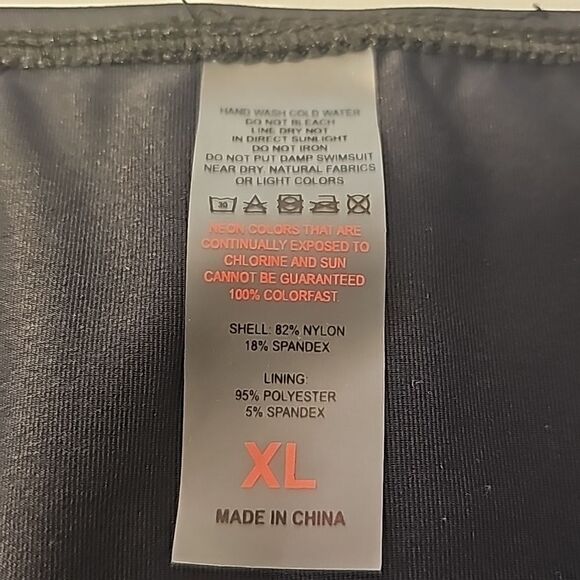 HAND WASH COLD WATER
DO NOT BLEACH
LINE DRY NOT
IN DIRECT SUNLIGHT
DO NOT IRON
DO NOT PUT DAMP SWIMSUIT
NEAR DRY. NATURAL FABRICS
OR LIGHT COLORS
30
NEON COLORS THAT ARE
CONTINUALLY EXPOSED TO
CHLORINE AND SUN
CANNOT BE GUARANTEED
100% COLORFAST.
SHELL: 82% NYLON
18% SPANDEX
LINING:
95% POLYESTER
5% SPANDEX
XL
MADE IN CHINA